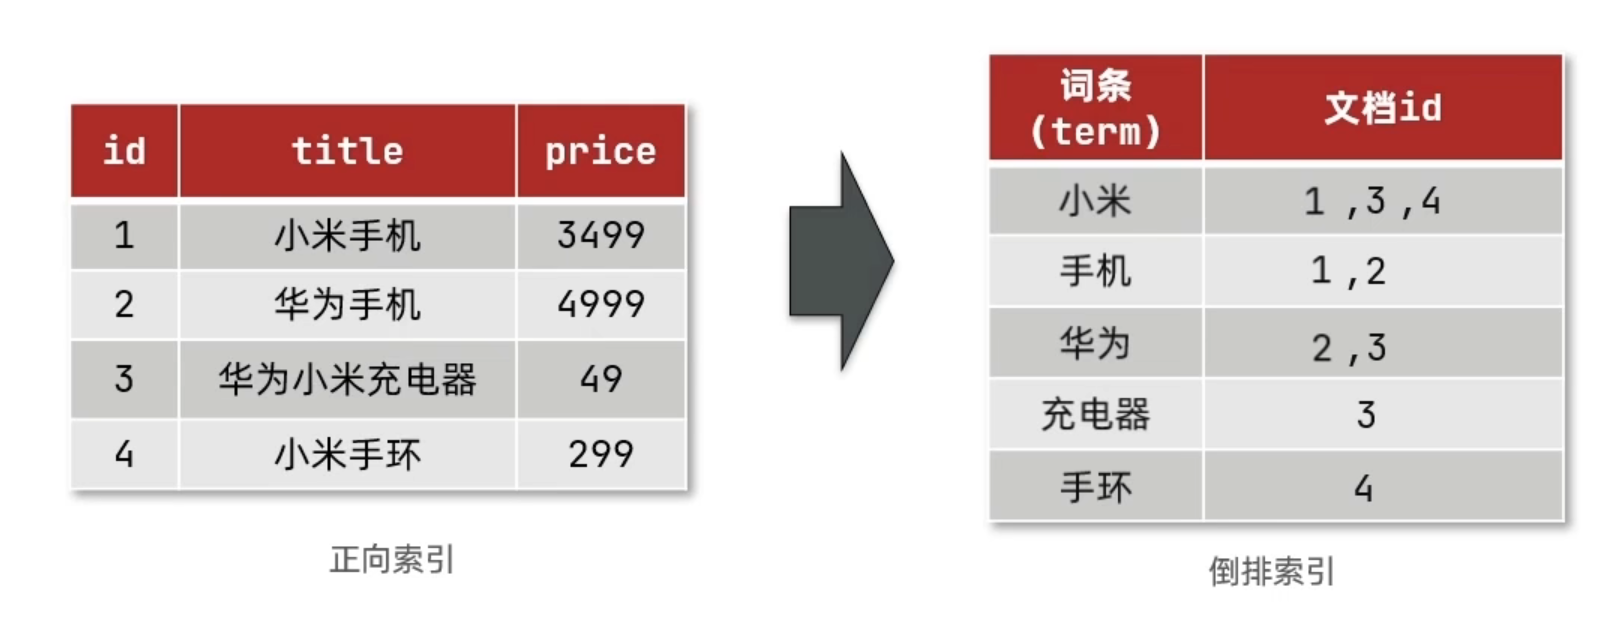 id title price
1 小米手机 3499
2 华为手机 4999
3 华为小米充电器 49
4 小米手环 299
正向索引
词条
(term) 文档id
小米 1 ,3 ,4
手机 1 ,2
华为 2 ,3
充电器 3
手环 4
倒排索引